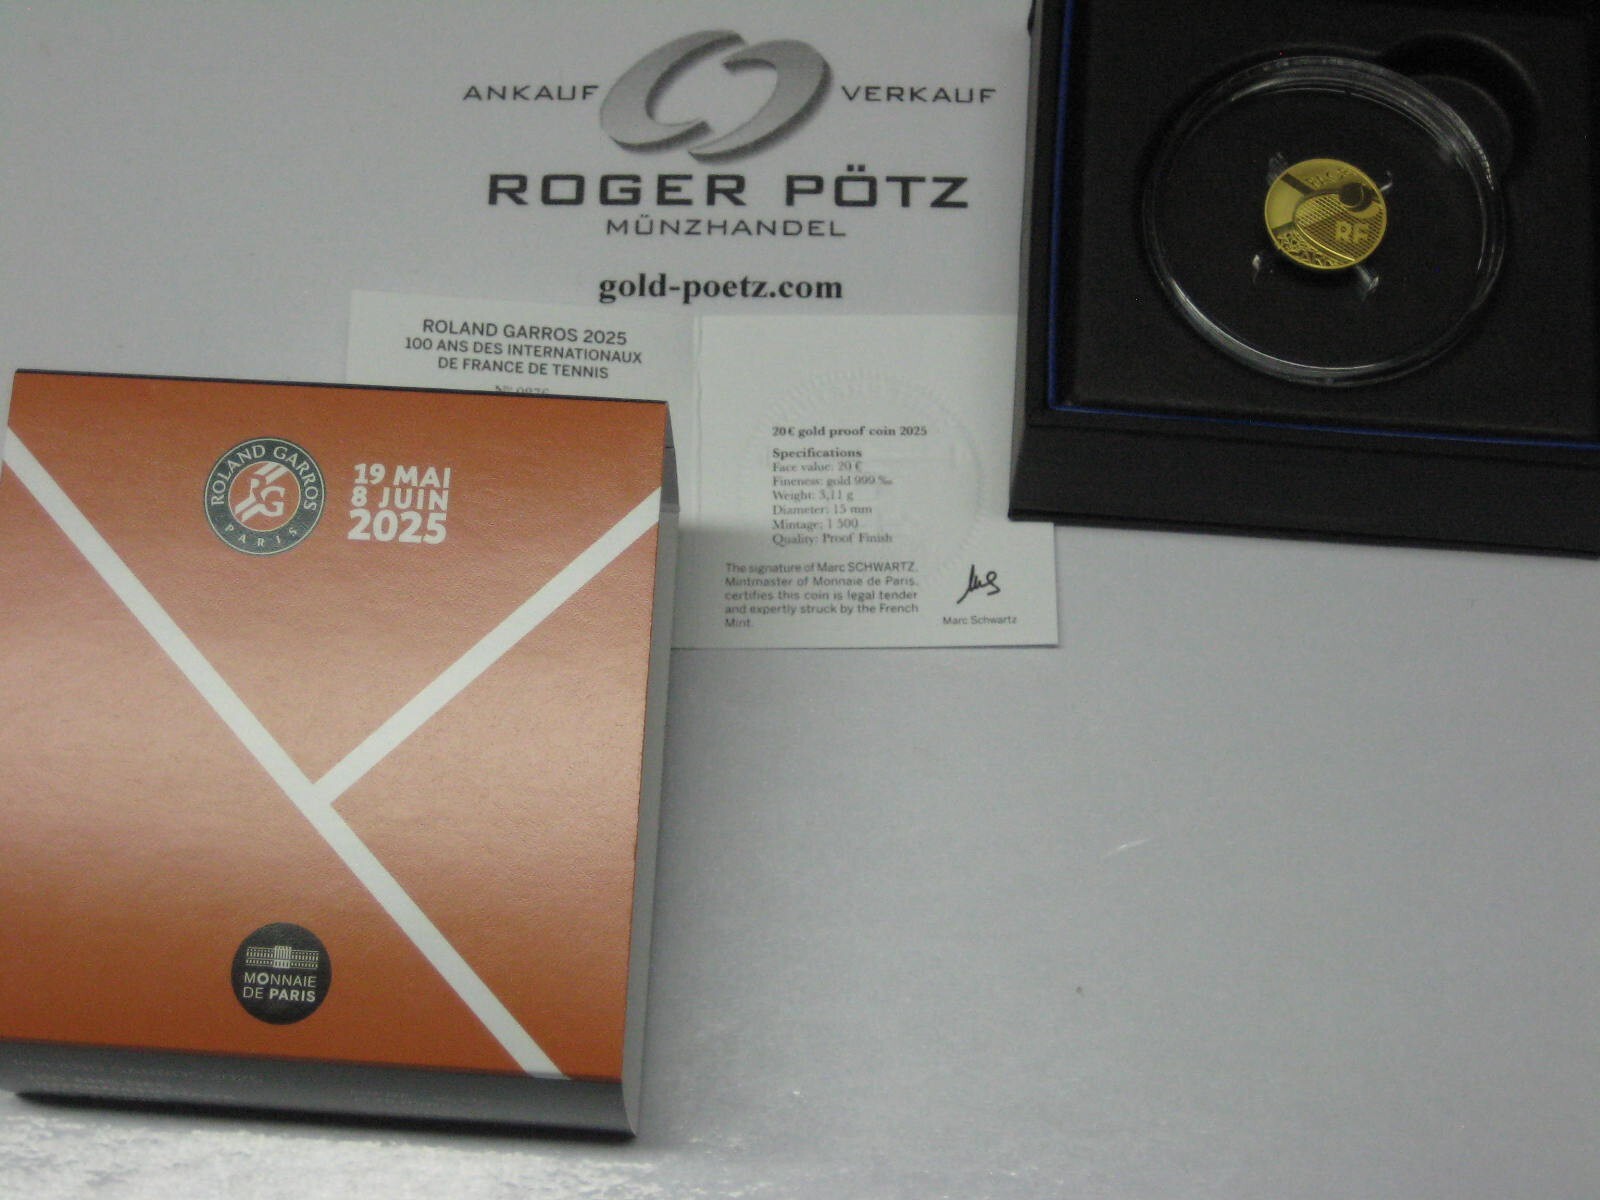 ANKAUF VERKAUF
ROGER PÖTZ
MÜNZHANDEL
gold-poetz.com
ROLAND GARROS 2025
100 ANS DES INTERNATIONAUX
DE FRANCE DE TENNIS
20 € gold proof coin 2025
Specifications
Face value: 20 €
Fineness: gold 999 ‰
Weight: 3,11 g
Diameter: 15 mm
Mintage: 1 500
Quality: Proof Finish
The signature of Marc SCHWARTZ,
Mintmaster of Monnaie de Paris,
certifies this coin is legal tender
and expertly struck by the French
Mint.
Marc Schwartz
ROLAND GARROS
PARIS
RG
19 MAI
8 JUIN
2025
MONNAIE
DE PARIS
RF